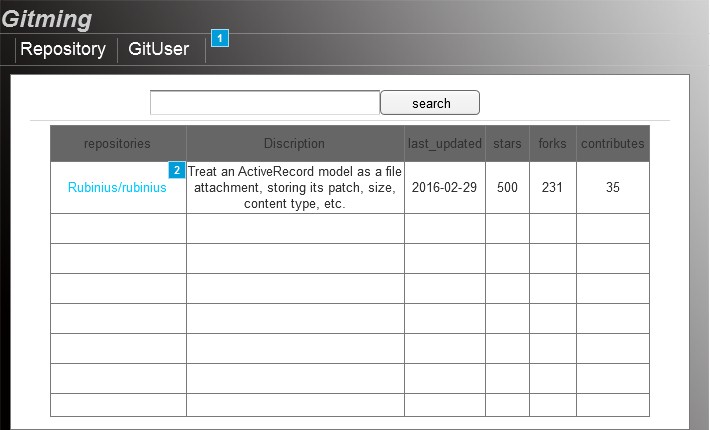 Gitming
Repository GitUser 1
search
repositories Discription last_updated stars forks contributes
2 Treat an ActiveRecord model as a file
Rubinius/rubinius attachment, storing its patch, size, 2016-02-29 500 231 35
content type, etc.